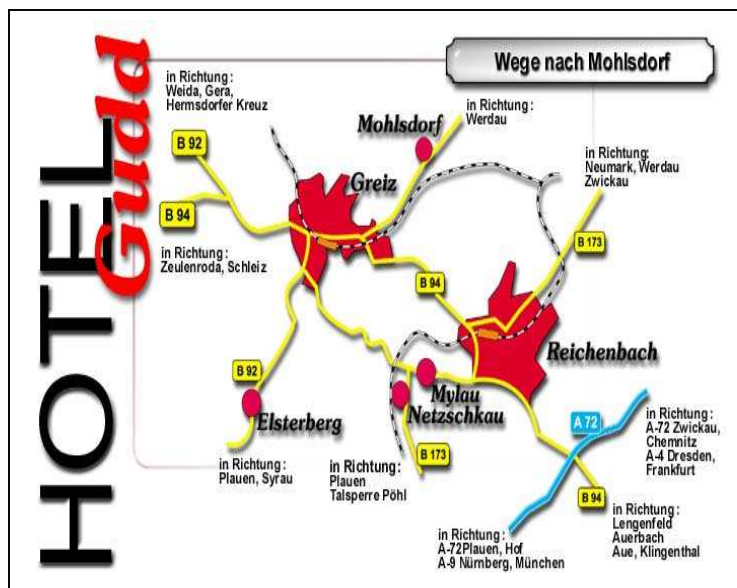 HOTEL
Gudd
Wege nach Mohlsdorf
in Richtung:
Weida, Gera,
Hermsdorfer Kreuz
in Richtung:
Werdau
Mohlsdorf
B 92
Greiz
in Richtung:
Neumark, Werdau
Zwickau
B 94
B 173
in Richtung:
Zeulenroda, Schleiz
B 94
Reichenbach
B 92
Elsterberg
Mylau
Netzschkau
A 72
in Richtung:
A-72 Zwickau,
Chemnitz
A-4 Dresden,
Frankfurt
in Richtung:
Plauen, Syrau
in Richtung:
Plauen
Talsperre Pöhl
B 173
B 94
in Richtung:
Lengenfeld
Auerbach
Aue, Klingenthal
in Richtung:
A-72Plauen, Hof
A-9 Nürnberg, München